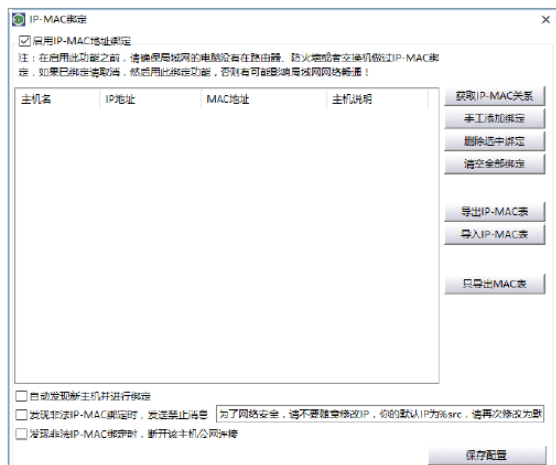 IP-MAC绑定
启用IP-MAC地址绑定
注：在启用此功能之前，请确保局域网的电脑没有在路由器、防火墙或者交换机做过IP-MAC绑
定，如果已绑定请取消，然后用此绑定功能，否则有可能影响局域网网络畅通！
主机名 IP地址 MAC地址 主机说明
获取IP-MAC关系
手工添加绑定
删除选中绑定
清空全部绑定
导出IP-MAC表
导入IP-MAC表
只导出MAC表
自动发现新主机并进行绑定
发现非法IP-MAC绑定时，发送禁止消息 为了网络安全，请不要随意修改IP，你的默认IP为%src，请再次修改为默
发现非法IP-MAC绑定时，断开该主机公网连接
保存配置